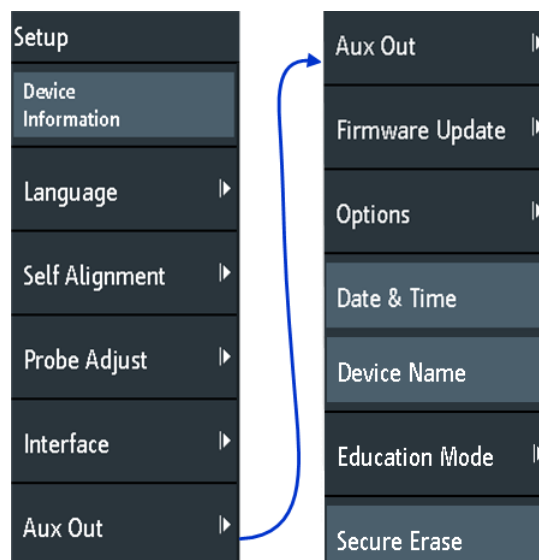 Setup
Device
Information
Language
Self Alignment
Probe Adjust
Interface
Aux Out
Aux Out
Firmware Update
Options
Date & Time
Device Name
Education Mode
Secure Erase